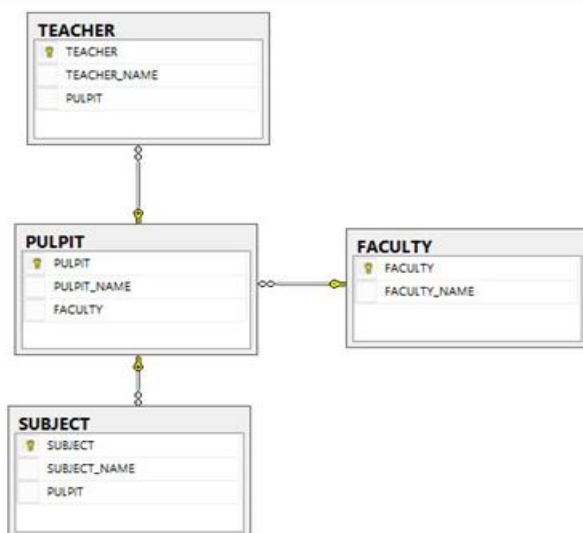 TEACHER
TEACHER
TEACHER_NAME
PULPIT
PULPIT
PULPIT
PULPIT_NAME
FACULTY
FACULTY
FACULTY
FACULTY_NAME
SUBJECT
SUBJECT
SUBJECT_NAME
PULPIT